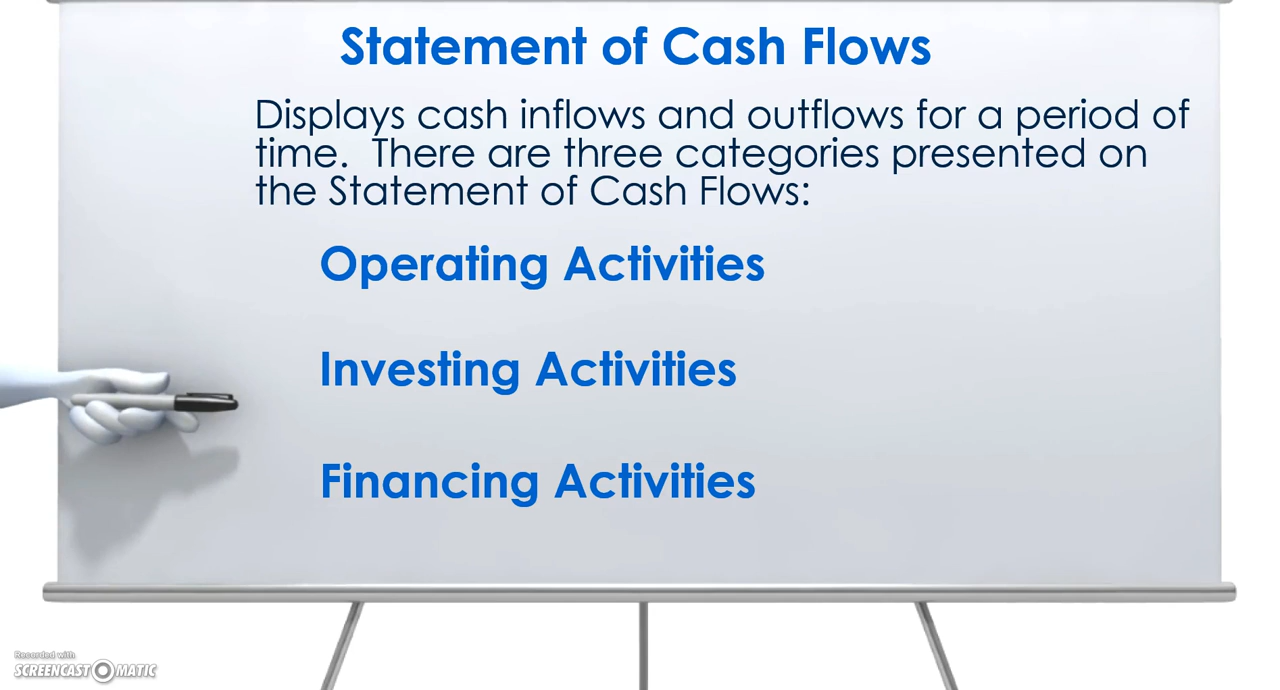 Statement of Cash Flows
Displays cash inflows and outflows for a period of
time.  There are three categories presented on
the Statement of Cash Flows:
Operating Activities
Investing Activities
Financing Activities
Recorded with
SCREENCAST-O-MATIC